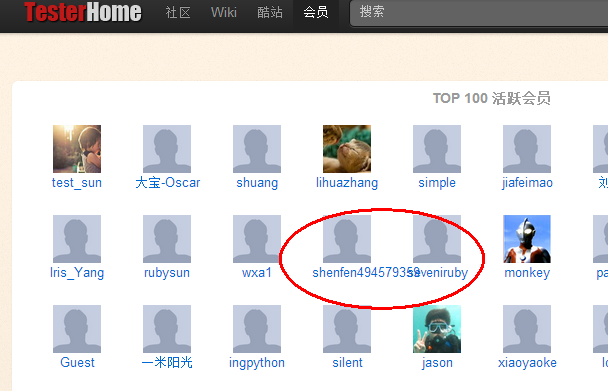 TesterHome 社区 Wiki 酷站 会员 搜索
TOP 100 活跃会员
test_sun 大宝-Oscar shuang lihuazhang simple jiafeimao
Iris_Yang rubysun wxa1 shenfen494579359 seveniruby monkey pa
Guest 一米阳光 ingpython silent jason xiaoyaoke